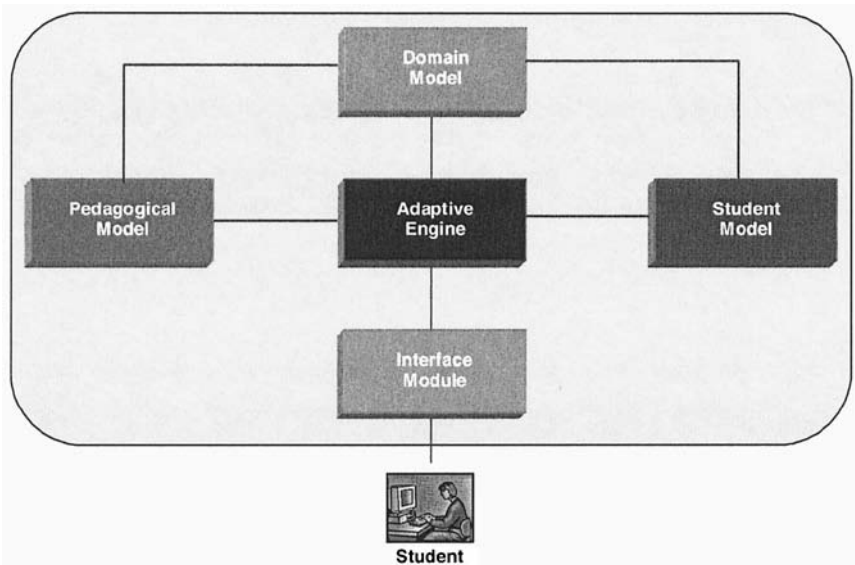 Domain
Model
Pedagogical
Model
Adaptive
Engine
Student
Model
Interface
Module
Student